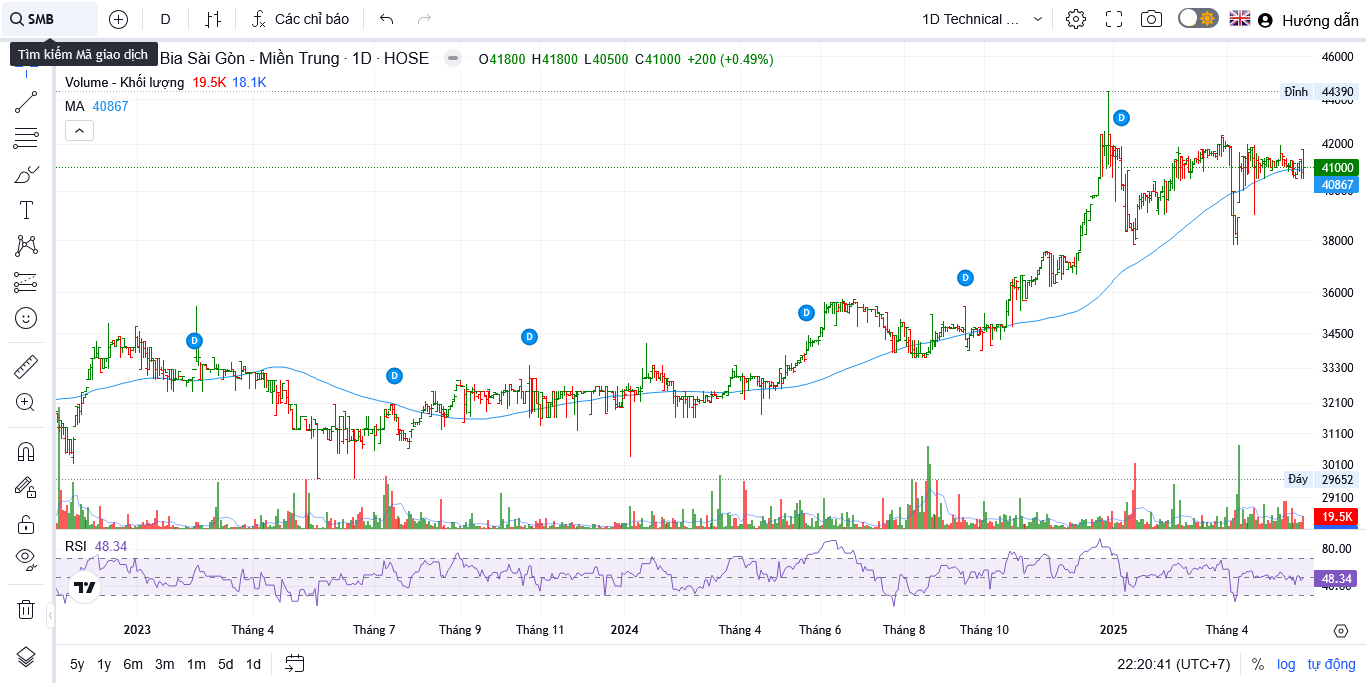 SMB D Các chỉ báo 1D Technical ... Hướng dẫn
Tìm kiếm Mã giao dịch
Bia Sài Gòn - Miền Trung · 1D · HOSE O41800 H41800 L40500 C41000 +200 (+0.49%)
Volume - Khối lượng 19.5K 18.1K
MA 40867
46000
Đỉnh 44390
44000
42000
41000
40867
40000
38000
36000
34500
33300
32100
31100
30100
Đáy 29652
29100
19.5K
D
D
D
D
D
D
RSI 48.34
80.00
48.34
40.00
2023 Tháng 4 Tháng 7 Tháng 9 Tháng 11 2024 Tháng 4 Tháng 6 Tháng 8 Tháng 10 2025 Tháng 4
5y 1y 6m 3m 1m 5d 1d 22:20:41 (UTC+7) % log tự động